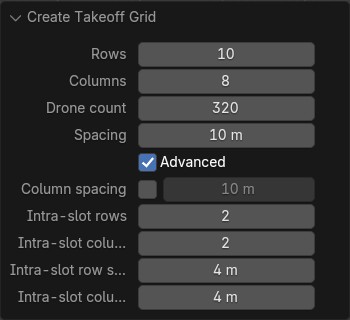 Create Takeoff Grid
Rows 10
Columns 8
Drone count 320
Spacing 10 m
Advanced
Column spacing 10 m
Intra-slot rows 2
Intra-slot colu... 2
Intra-slot row s... 4 m
Intra-slot colu... 4 m